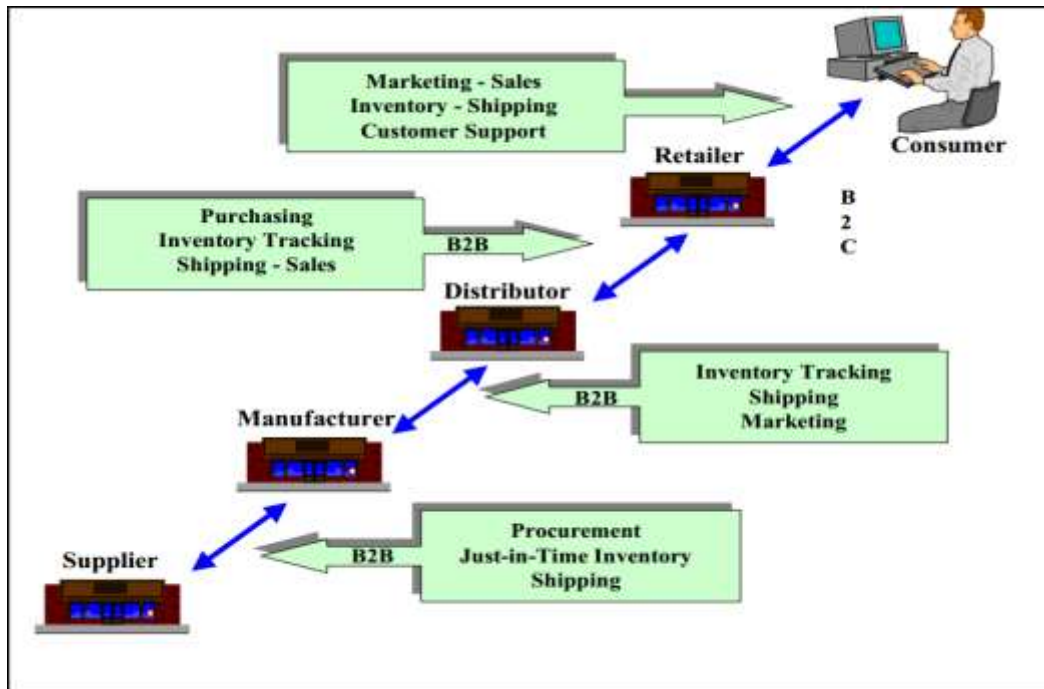 Marketing - Sales
Inventory - Shipping
Customer Support
Consumer
Retailer
B
2
C
Purchasing
Inventory Tracking
Shipping - Sales
B2B
Distributor
Inventory Tracking
Shipping
Marketing
B2B
Manufacturer
Procurement
Just-in-Time Inventory
Shipping
B2B
Supplier